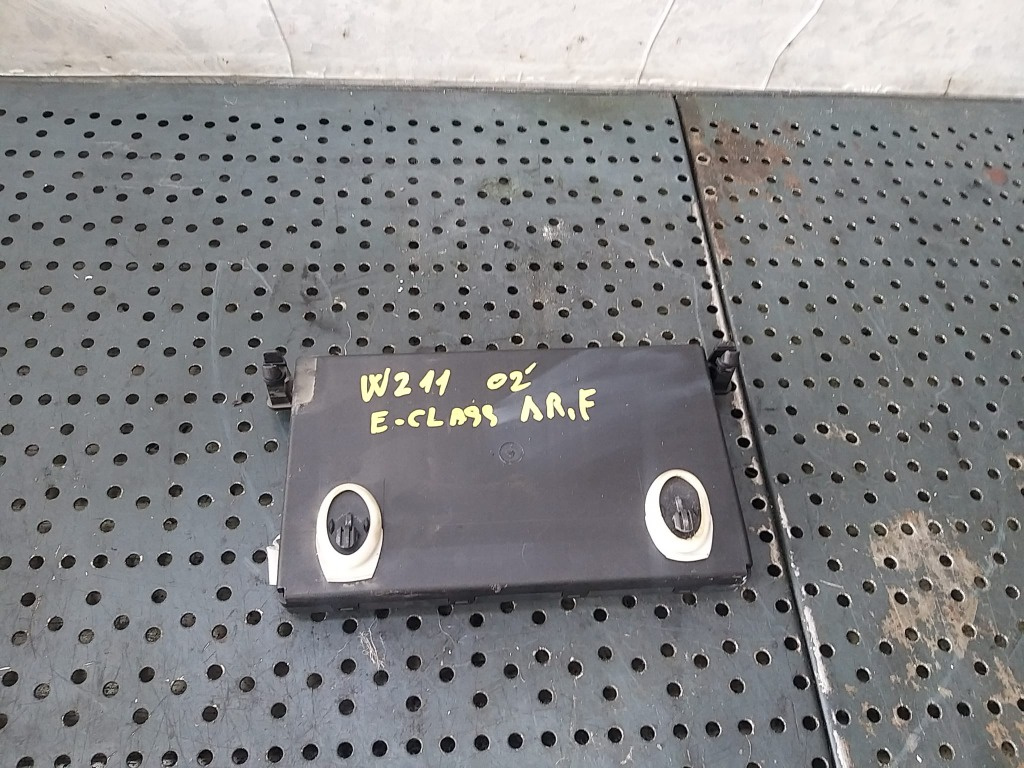 W211 02'
E-CLASS AR,F